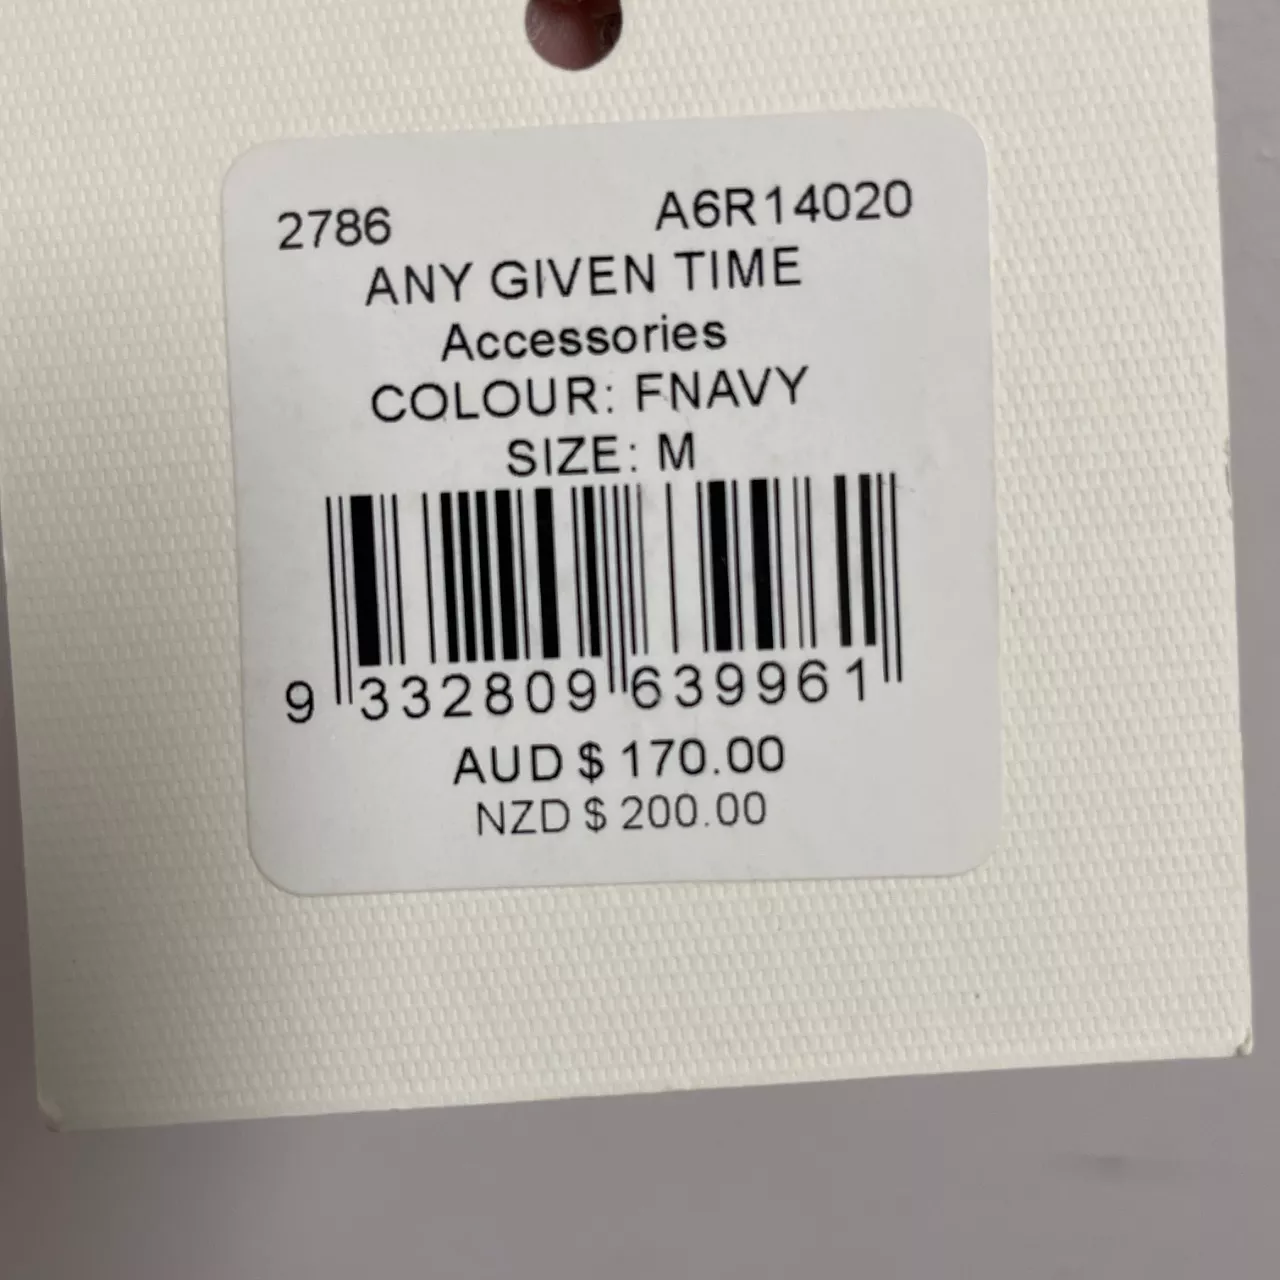 2786 A6R14020
ANY GIVEN TIME
Accessories
COLOUR: FNAVY
SIZE: M
9 332809 639961
AUD $ 170.00
NZD $ 200.00